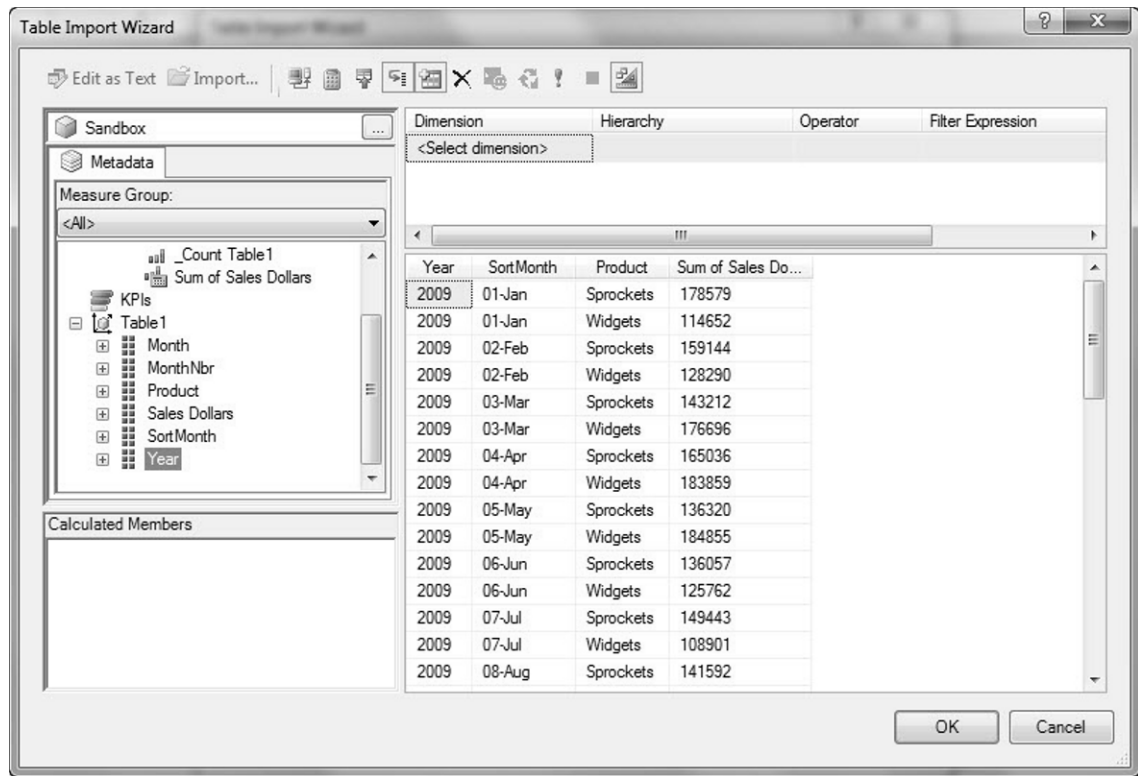 Table Import Wizard
Edit as Text Import...
Sandbox ...
Metadata
Measure Group:
<All>
_Count Table1
Sum of Sales Dollars
KPIs
Table1
Month
MonthNbr
Product
Sales Dollars
SortMonth
Year
Calculated Members
Dimension Hierarchy Operator Filter Expression
<Select dimension>
Year SortMonth Product Sum of Sales Do...
2009 01-Jan Sprockets 178579
2009 01-Jan Widgets 114652
2009 02-Feb Sprockets 159144
2009 02-Feb Widgets 128290
2009 03-Mar Sprockets 143212
2009 03-Mar Widgets 176696
2009 04-Apr Sprockets 165036
2009 04-Apr Widgets 183859
2009 05-May Sprockets 136320
2009 05-May Widgets 184855
2009 06-Jun Sprockets 136057
2009 06-Jun Widgets 125762
2009 07-Jul Sprockets 149443
2009 07-Jul Widgets 108901
2009 08-Aug Sprockets 141592
OK Cancel